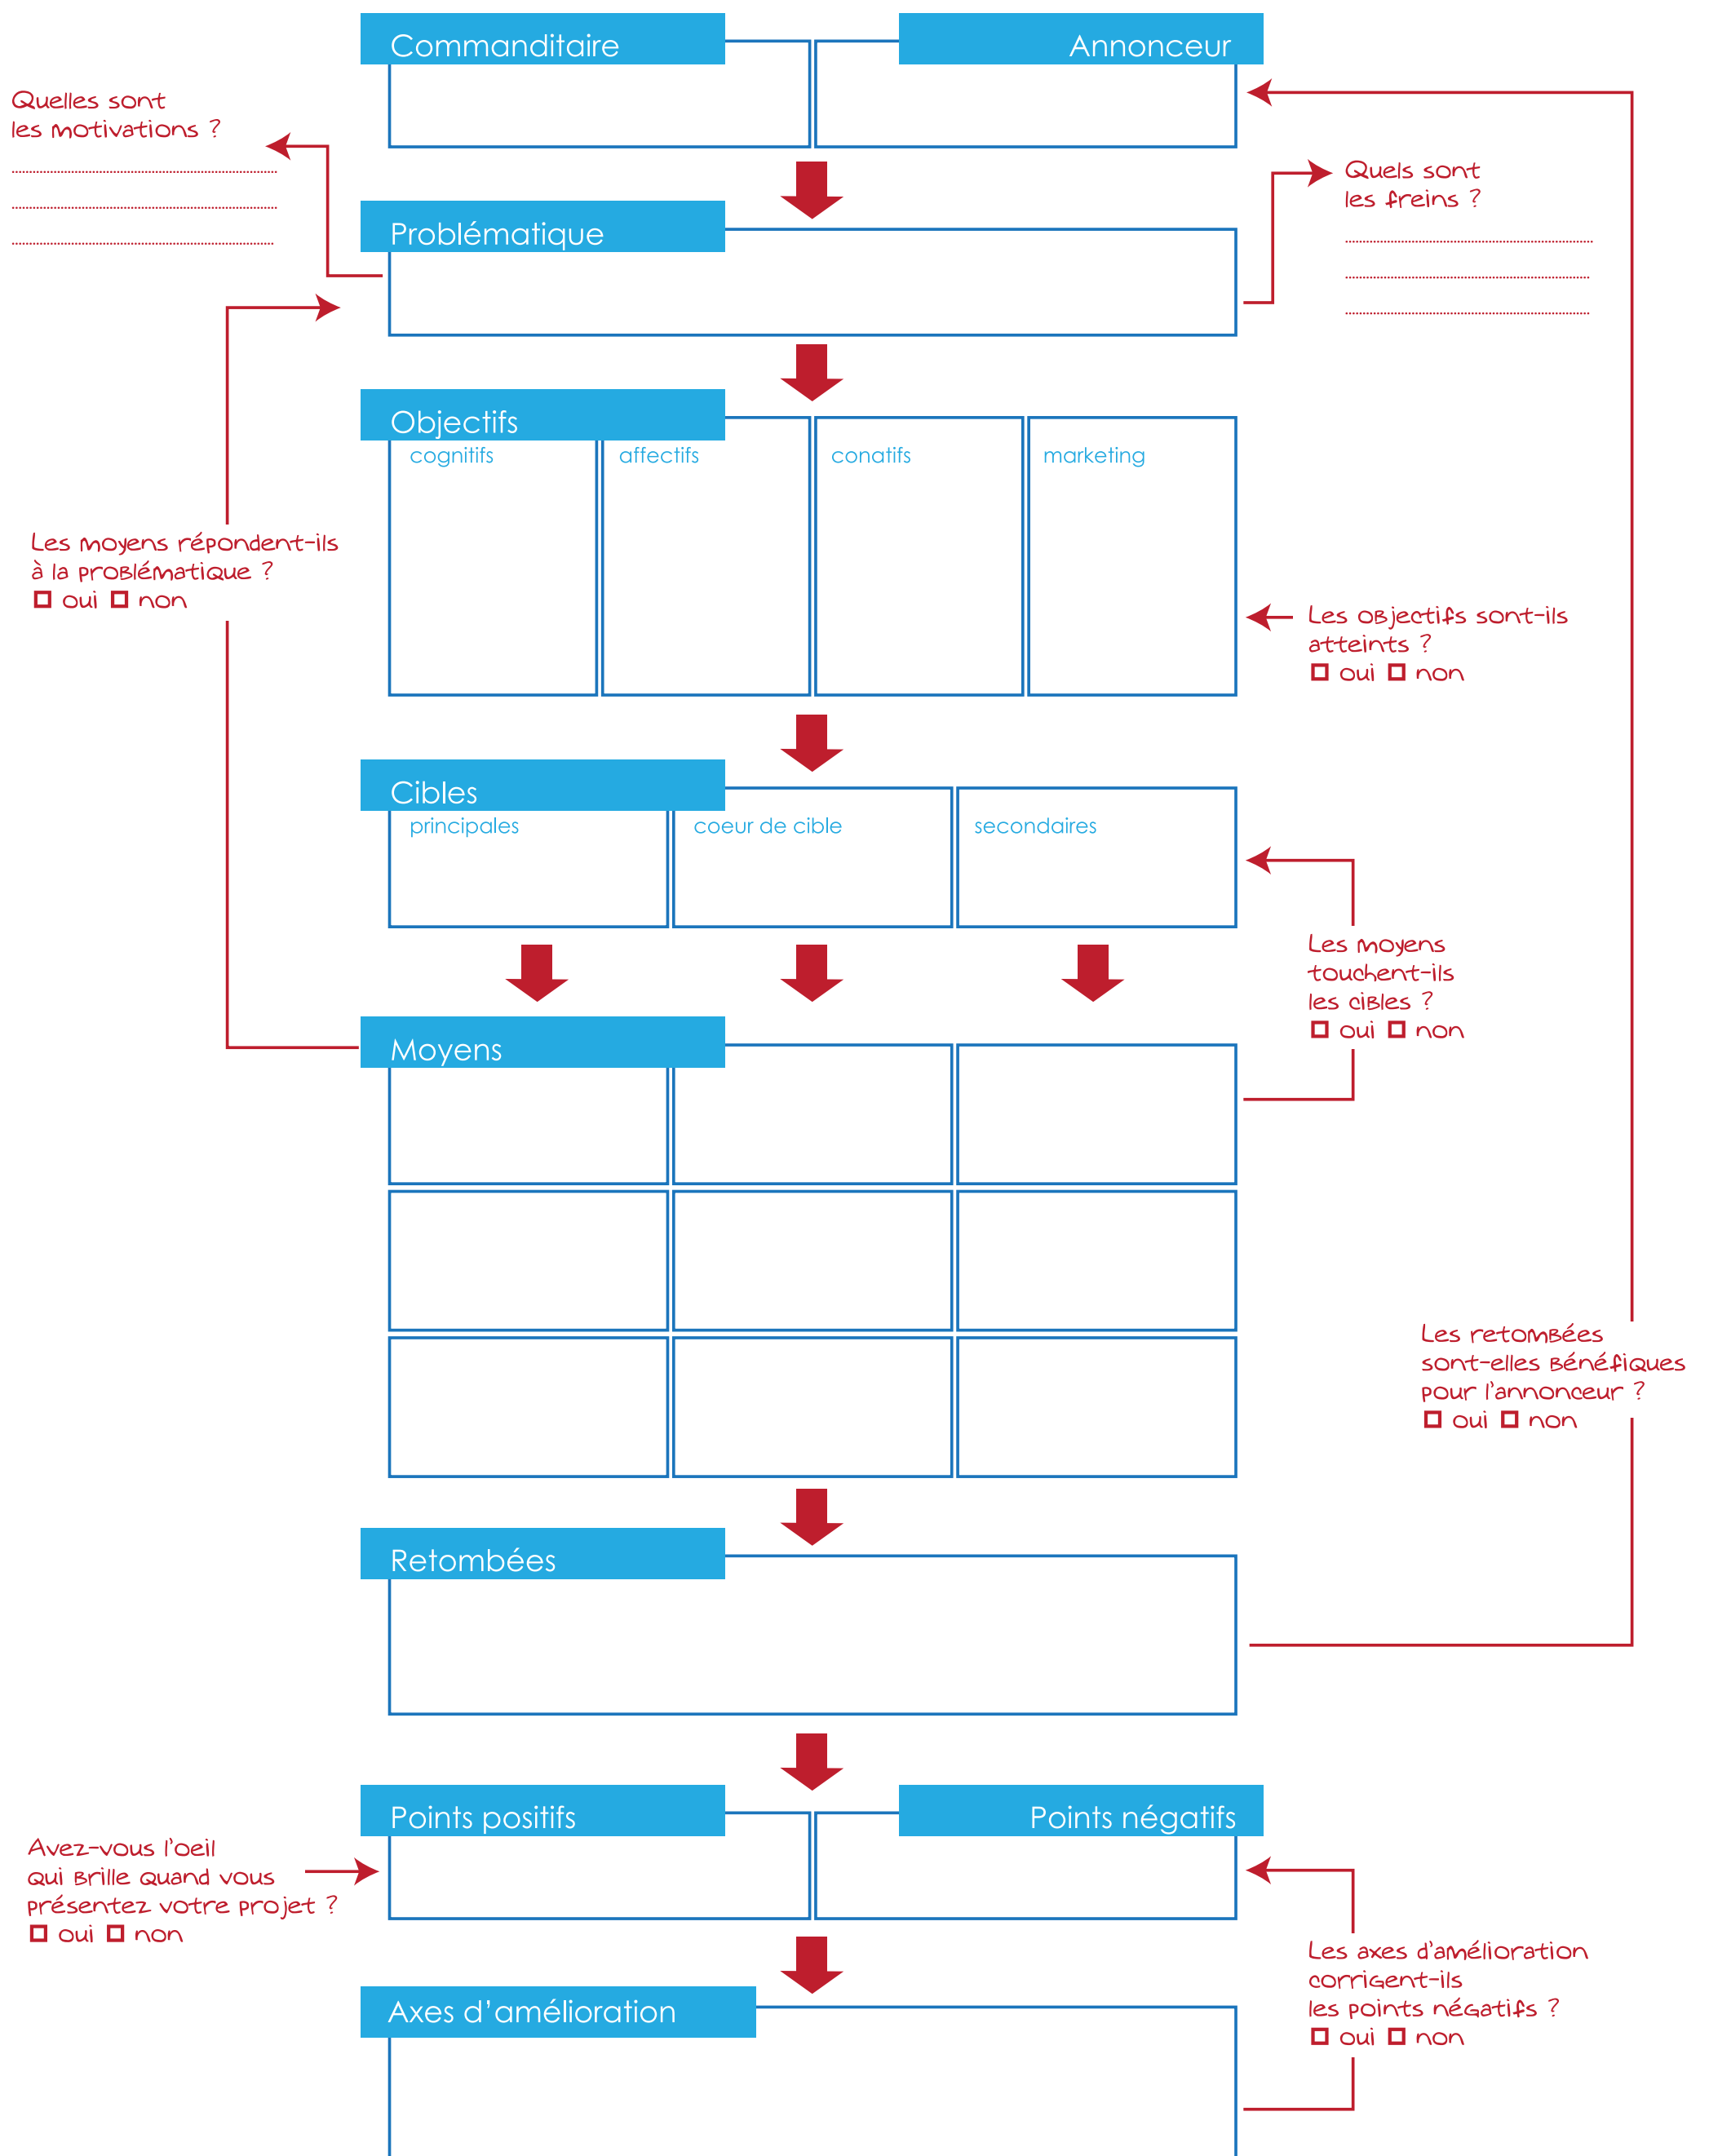 Commanditaire
Annonceur
Quelles sont
les motivations ?
Quels sont
les freins ?
Problématique
Objectifs
cognitifs
affectifs
conatifs
marketing
Les moyens répondent-ils
à la problématique ?
oui non
Les objectifs sont-ils
atteints ?
oui non
Cibles
principales
coeur de cible
secondaires
Les moyens
touchent-ils
les cibles ?
oui non
Moyens
Les retombées
sont-elles bénéfiques
pour l'annonceur ?
oui non
Retombées
Points positifs
Points négatifs
Avez-vous l'oeil
qui brille quand vous
présentez votre projet ?
oui non
Les axes d'amélioration
corrigent-ils
les points négatifs ?
oui non
Axes d'amélioration